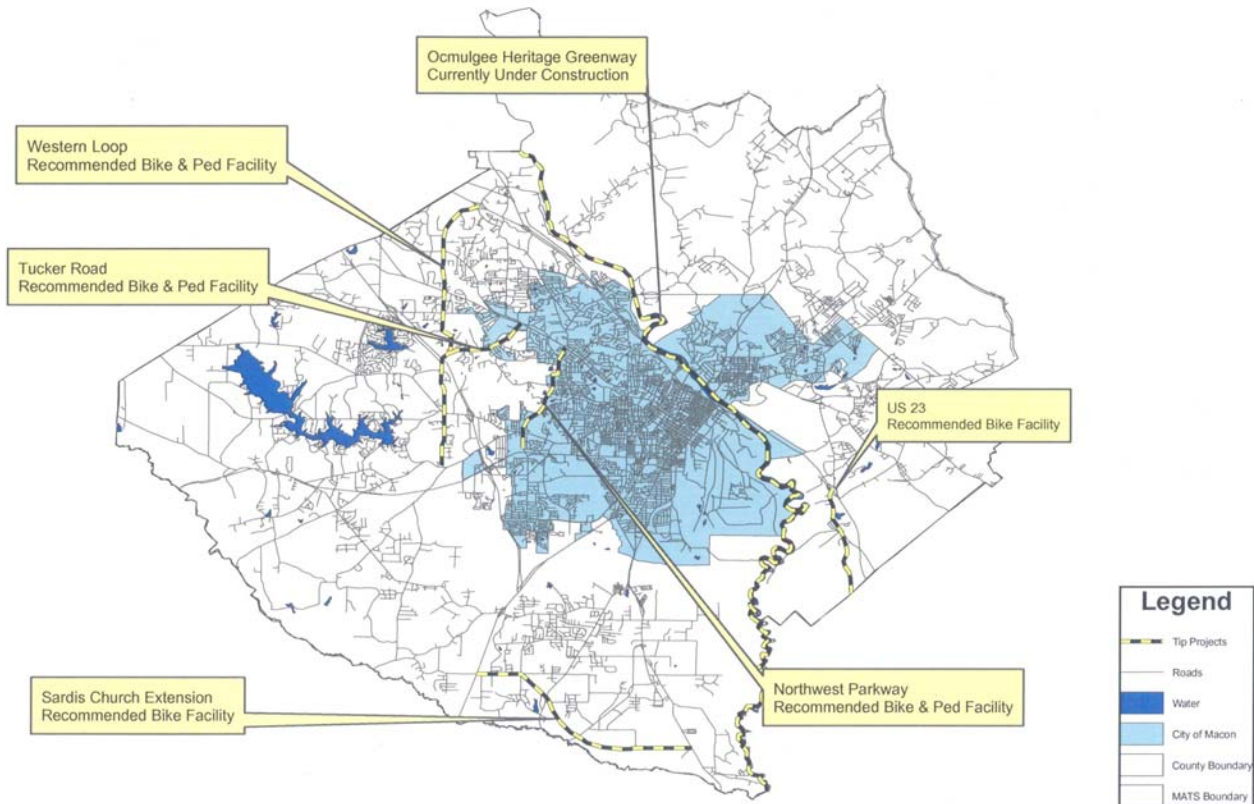 Ocmulgee Heritage Greenway
Currently Under Construction
Western Loop
Recommended Bike & Ped Facility
Tucker Road
Recommended Bike & Ped Facility
US 23
Recommended Bike Facility
Sardis Church Extension
Recommended Bike Facility
Northwest Parkway
Recommended Bike & Ped Facility
Legend
Tip Projects
Roads
Water
City of Macon
County Boundary
MATS Boundary